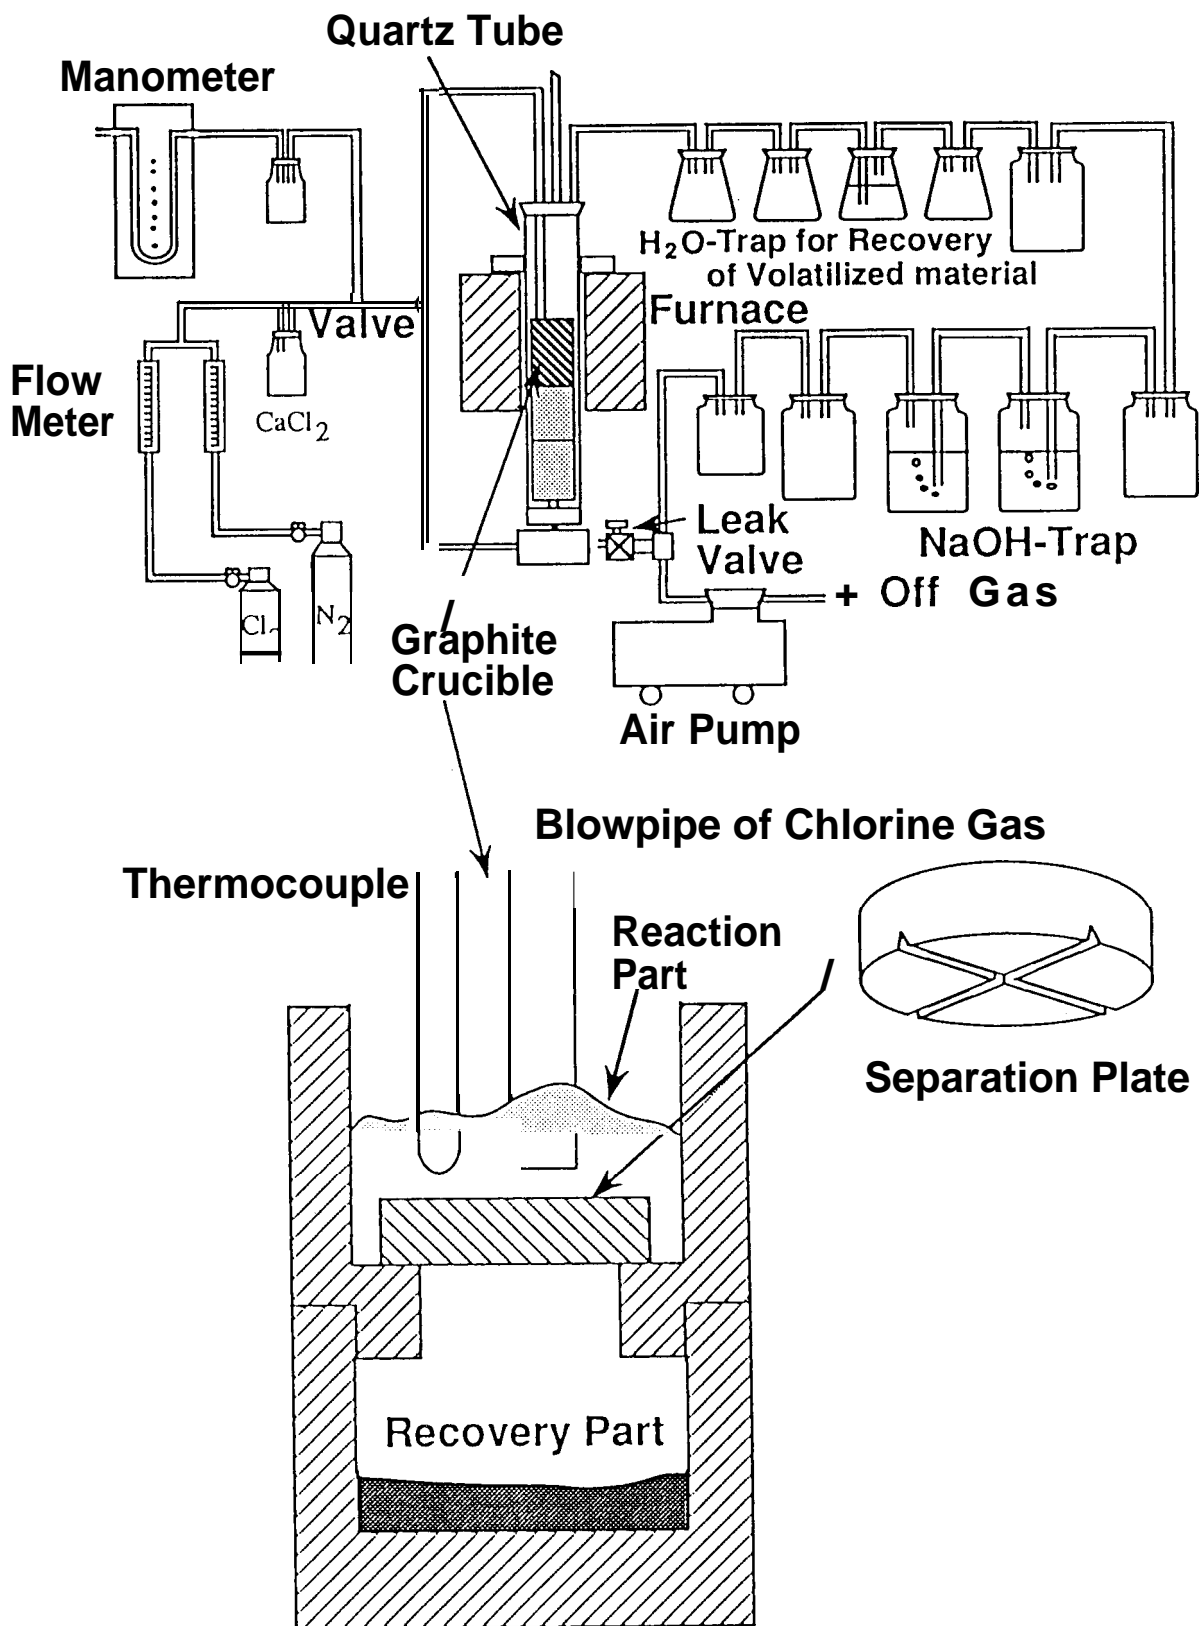 Quartz Tube
Manometer
H2O-Trap for Recovery
of Volatilized material
Valve
Furnace
Flow
Meter
CaCl2
Leak
Valve
NaOH-Trap
+ Off Gas
N2
Graphite
Crucible
Air Pump
Blowpipe of Chlorine Gas
Thermocouple
Reaction
Part
Separation Plate
Recovery Part